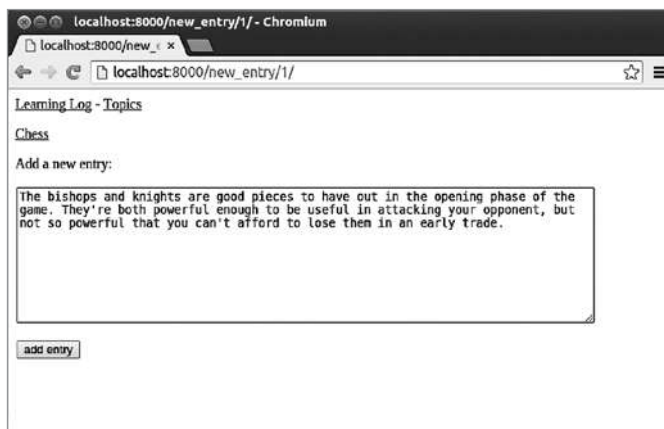 localhost:8000/new_entry/1/ - Chromium
localhost:8000/new_e
localhost:8000/new_entry/1/
Learning Log - Topics
Chess
Add a new entry:
The bishops and knights are good pieces to have out in the opening phase of the
game. They're both powerful enough to be useful in attacking your opponent, but
not so powerful that you can't afford to lose them in an early trade.
add entry